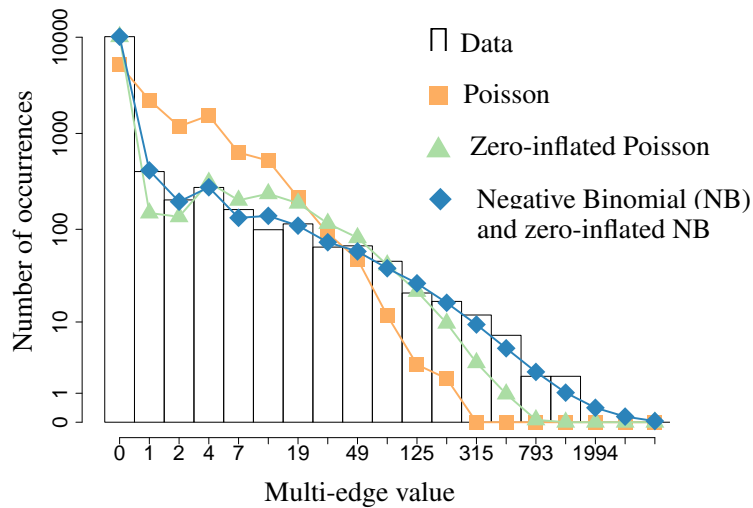 Number of occurrences
10000
1000
100
10
1
0
Data
Poisson
Zero-inflated Poisson
Negative Binomial (NB)
and zero-inflated NB
0 1 2 4 7 19 49 125 315 793 1994
Multi-edge value